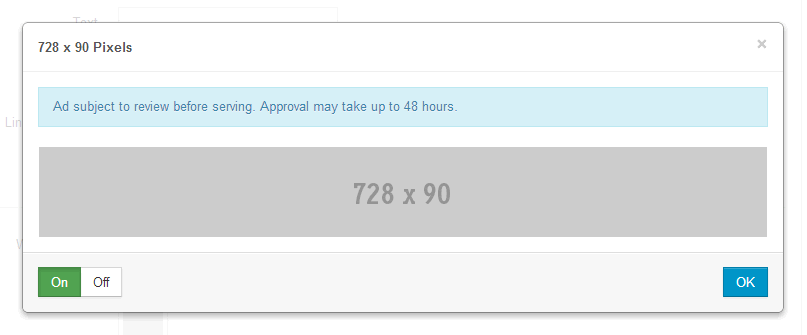 Text
728 x 90 Pixels
×
Ad subject to review before serving. Approval may take up to 48 hours.
Lin
728 x 90
W
On Off
OK